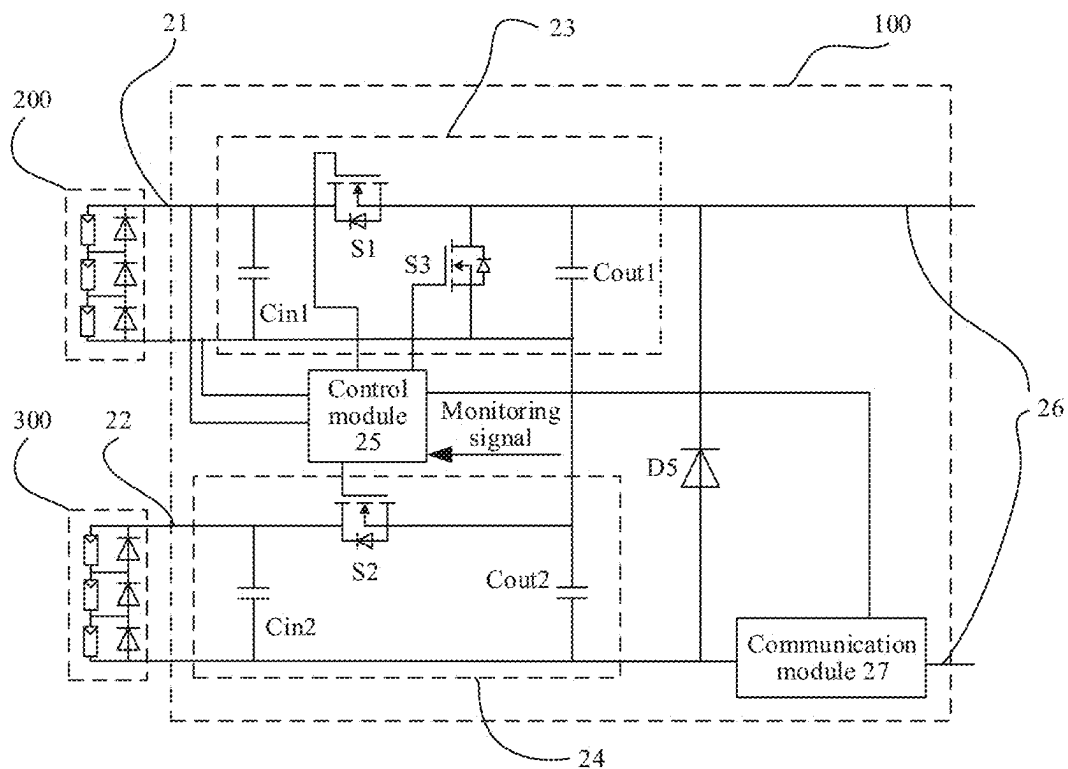 21
23
100
200
S1
S3
Cout1
Cin1
Control
module
25
Monitoring
signal
300
22
26
D5
S2
Cout2
Cin2
Communication
module 27
24